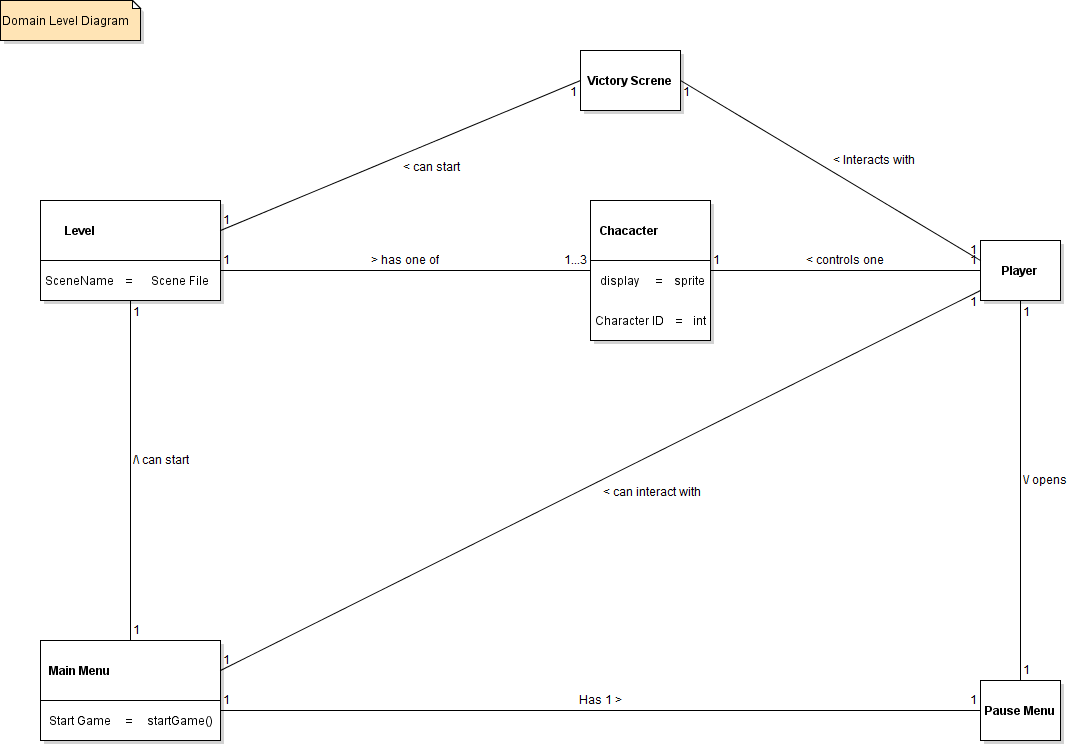 Domain Level Diagram
Victory Screne
1
1
< can start
< Interacts with
Level
1
Chacacter
1
> has one of
1...3
1
< controls one
1
1
Player
SceneName = Scene File
display = sprite
Character ID = int
1
1
1
/\ can start
< can interact with
\/ opens
1
1
1
Main Menu
1
Has 1 >
1
Pause Menu
Start Game = startGame()